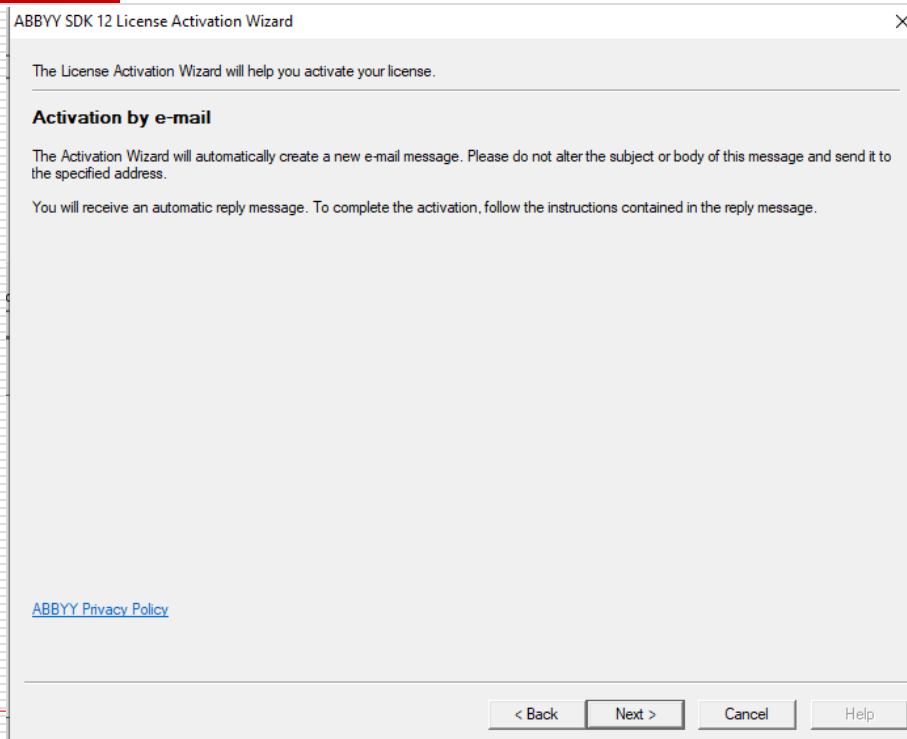 ABBYY SDK 12 License Activation Wizard
The License Activation Wizard will help you activate your license.
Activation by e-mail
The Activation Wizard will automatically create a new e-mail message. Please do not alter the subject or body of this message and send it to
the specified address.
You will receive an automatic reply message. To complete the activation, follow the instructions contained in the reply message.
ABBYY Privacy Policy
< Back Next > Cancel Help